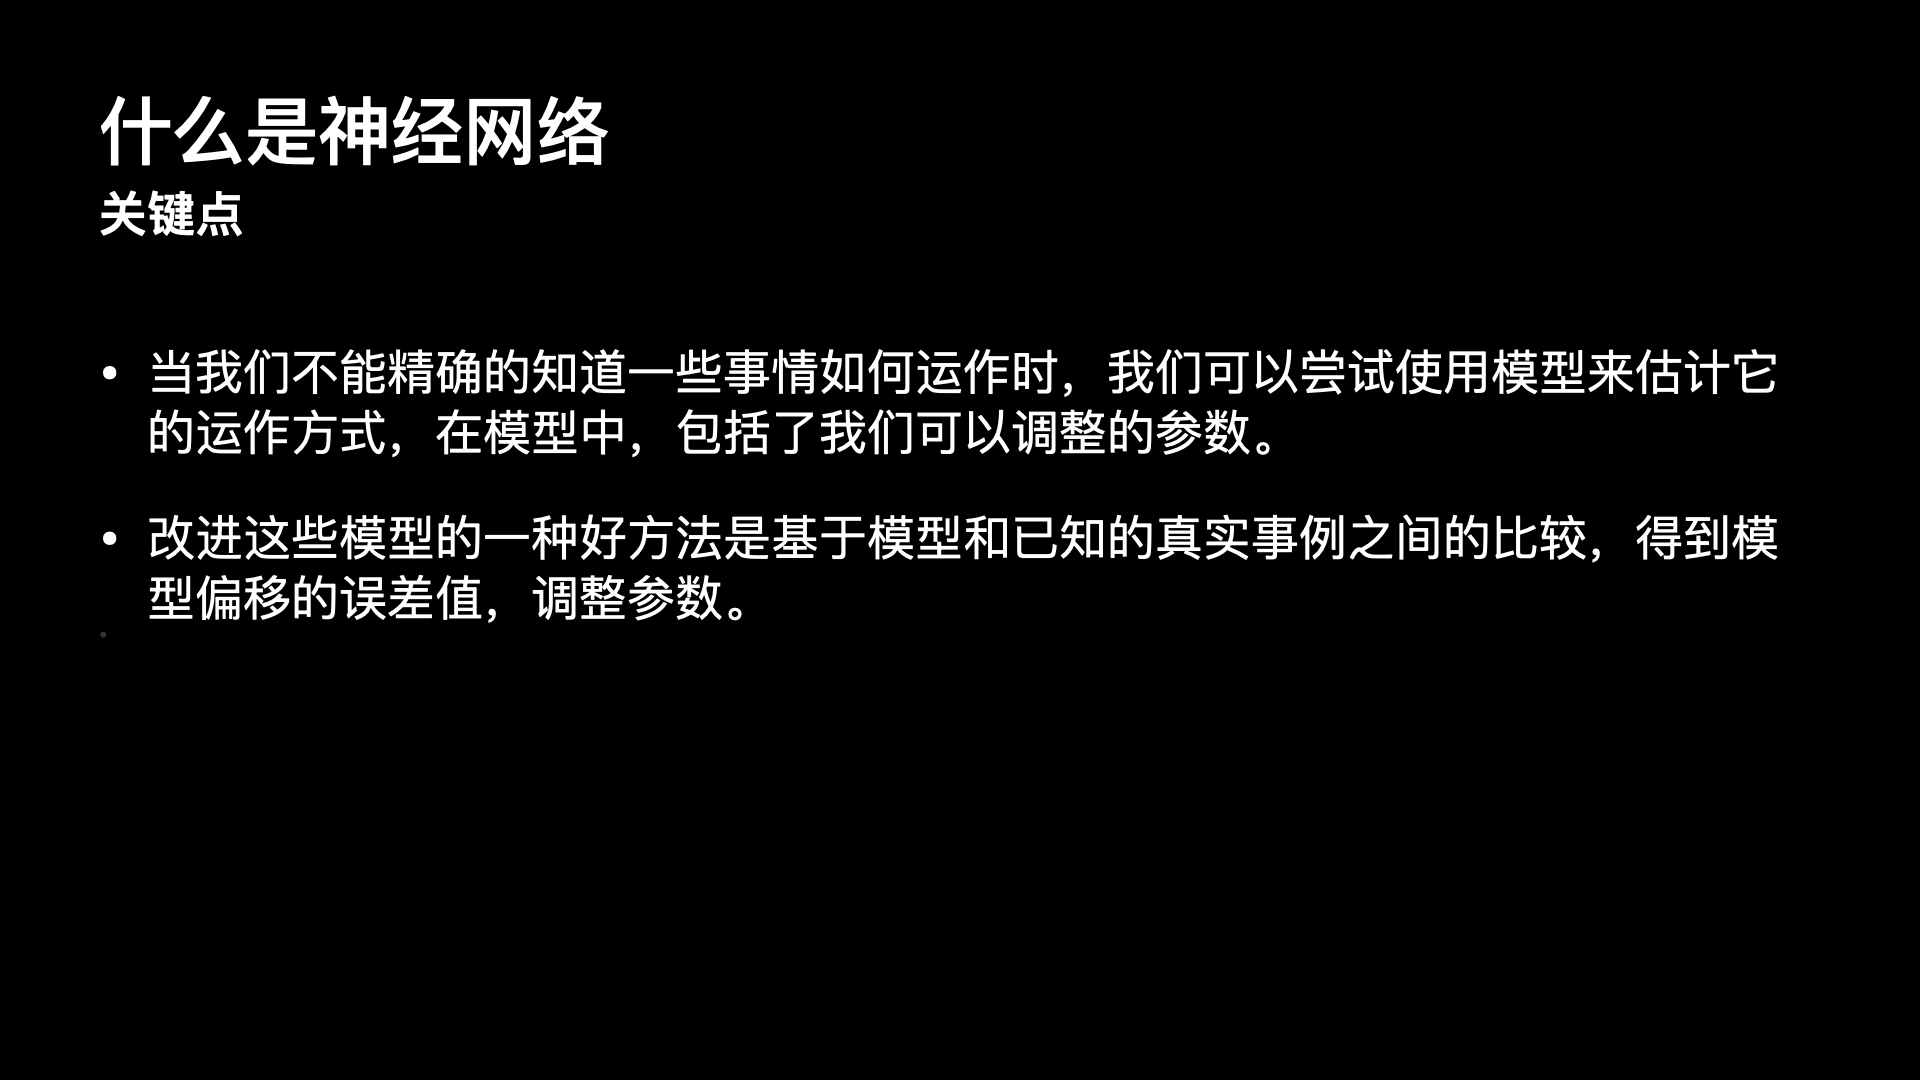 什么是神经网络
关键点
• 当我们不能精确的知道一些事情如何运作时，我们可以尝试使用模型来估计它
的运作方式，在模型中，包括了我们可以调整的参数。
• 改进这些模型的一种好方法是基于模型和已知的真实事例之间的比较，得到模
型偏移的误差值，调整参数。